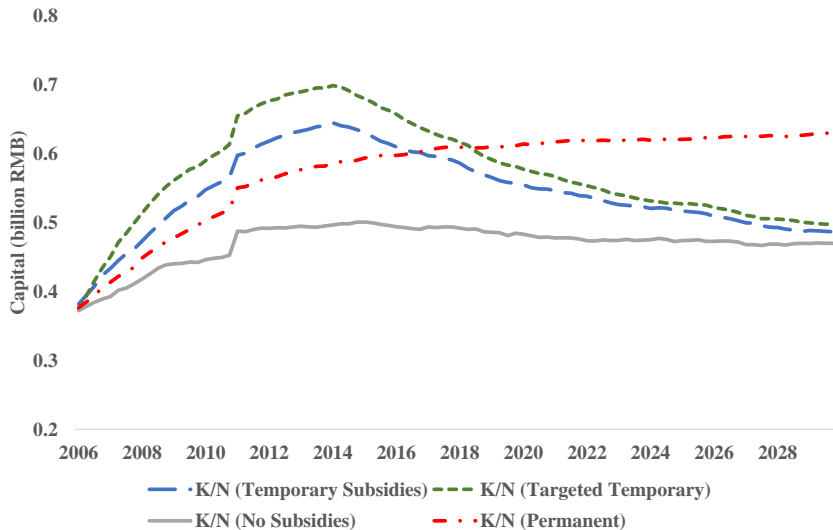 0.8
0.7
0.6
0.5
0.4
0.3
0.2
Capital (billion RMB)
2006 2008 2010 2012 2014 2016 2018 2020 2022 2024 2026 2028
K/N (Temporary Subsidies) K/N (Targeted Temporary)
K/N (No Subsidies) K/N (Permanent)